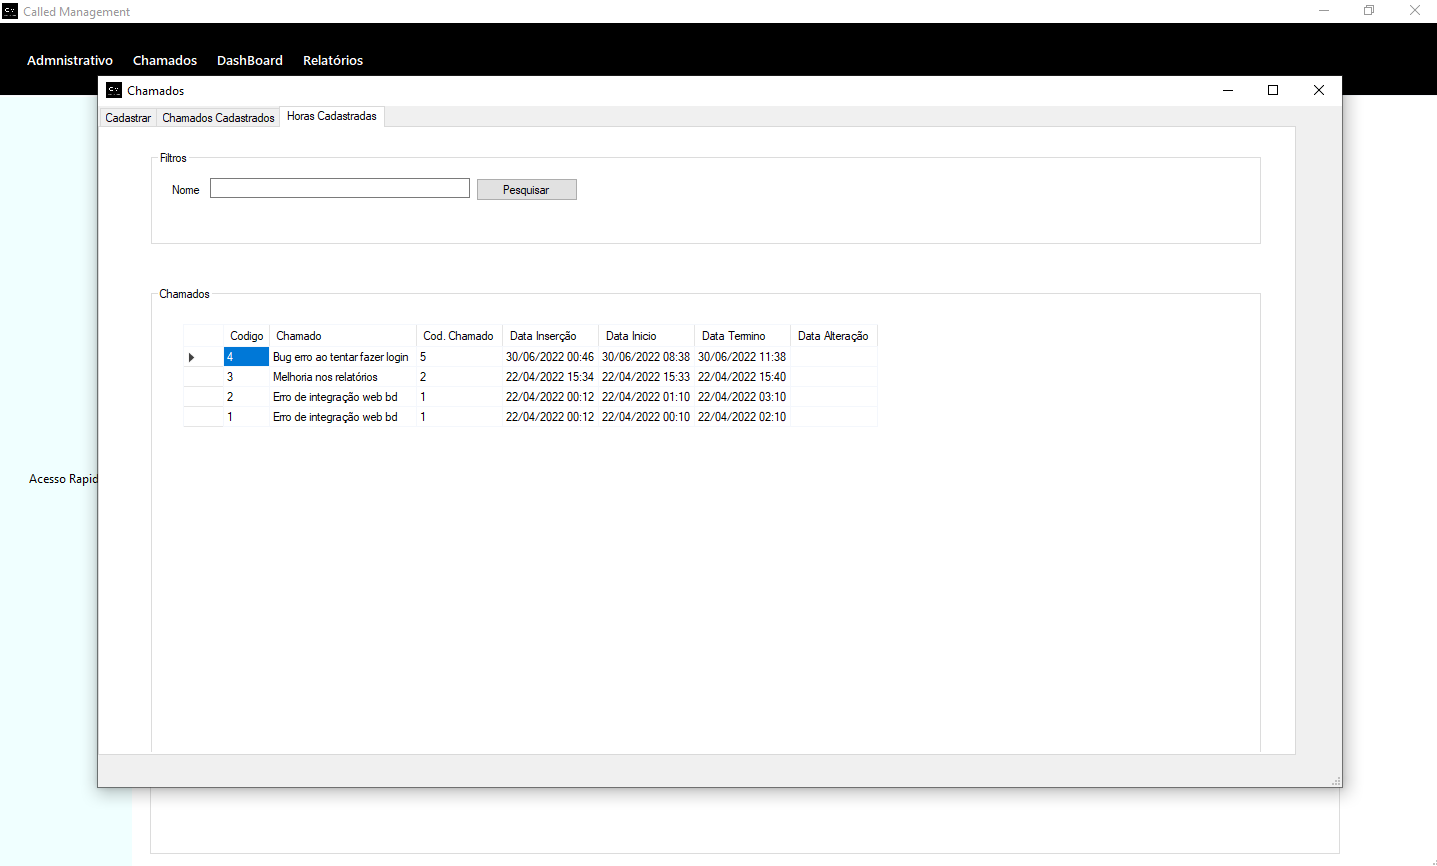 Called Management
Admnistrativo Chamados DashBoard Relatórios
Chamados
Cadastrar Chamados Cadastrados Horas Cadastradas
Filtros
Nome Pesquisar
Chamados
Codigo Chamado Cod. Chamado Data Inserção Data Inicio Data Termino Data Alteração
4 Bug erro ao tentar fazer login 5 30/06/2022 00:46 30/06/2022 08:38 30/06/2022 11:38
3 Melhoria nos relatórios 2 22/04/2022 15:34 22/04/2022 15:33 22/04/2022 15:40
2 Erro de integração web bd 1 22/04/2022 00:12 22/04/2022 01:10 22/04/2022 03:10
1 Erro de integração web bd 1 22/04/2022 00:12 22/04/2022 00:10 22/04/2022 02:10
Acesso Rapid